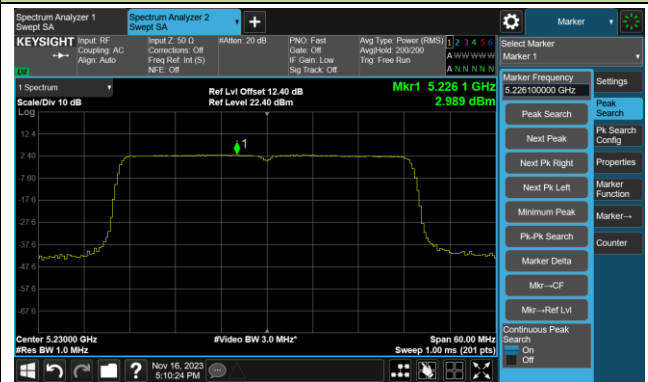 Spectrum Analyzer 1
Swept SA
Spectrum Analyzer 2
Swept SA
+
Marker
KEYSIGHT
Input: RF
Coupling: AC
Align: Auto
Input Z: 50 Ω
Corrections: Off
Freq Ref: Int (S)
NFE: Off
#Atten: 20 dB
PNO: Fast
Gate: Off
IF Gain: Low
Sig Track: Off
Avg Type: Power (RMS)
Avg|Hold: 200/200
Trig: Free Run
1 2 3 4 5 6
A W W W W W
A N N N N N
LXI
Select Marker
Marker 1
1 Spectrum
Scale/Div 10 dB
Log
Ref Lvl Offset 12.40 dB
Ref Level 22.40 dBm
Mkr1 5.226 1 GHz
2.989 dBm
1
12.4
2.40
-7.60
-17.6
-27.6
-37.6
-47.6
-57.6
-67.6
Center 5.23000 GHz
#Res BW 1.0 MHz
#Video BW 3.0 MHz*
Span 60.00 MHz
Sweep 1.00 ms (201 pts)
Marker Frequency
5.226100000 GHz
Peak Search
Next Peak
Next Pk Right
Next Pk Left
Minimum Peak
Pk-Pk Search
Marker Delta
Mkr→CF
Mkr→Ref Lvl
Continuous Peak
Search
On
Off
Settings
Peak
Search
Pk Search
Config
Properties
Marker
Function
Marker→
Counter
?
Nov 16, 2023
5:10:24 PM